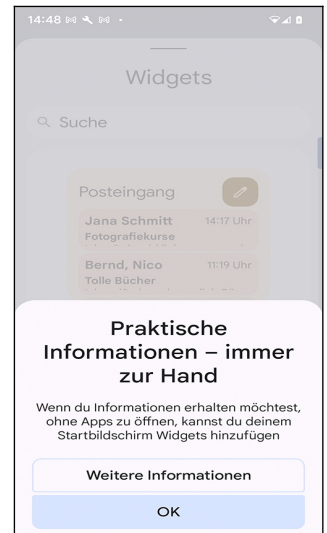 14:48
Widgets
Suche
Posteingang
Jana Schmitt 14:17 Uhr
Fotografiekurse
Bernd, Nico 11:19 Uhr
Tolle Bücher
Praktische
Informationen – immer
zur Hand
Wenn du Informationen erhalten möchtest,
ohne Apps zu öffnen, kannst du deinem
Startbildschirm Widgets hinzufügen
Weitere Informationen
OK